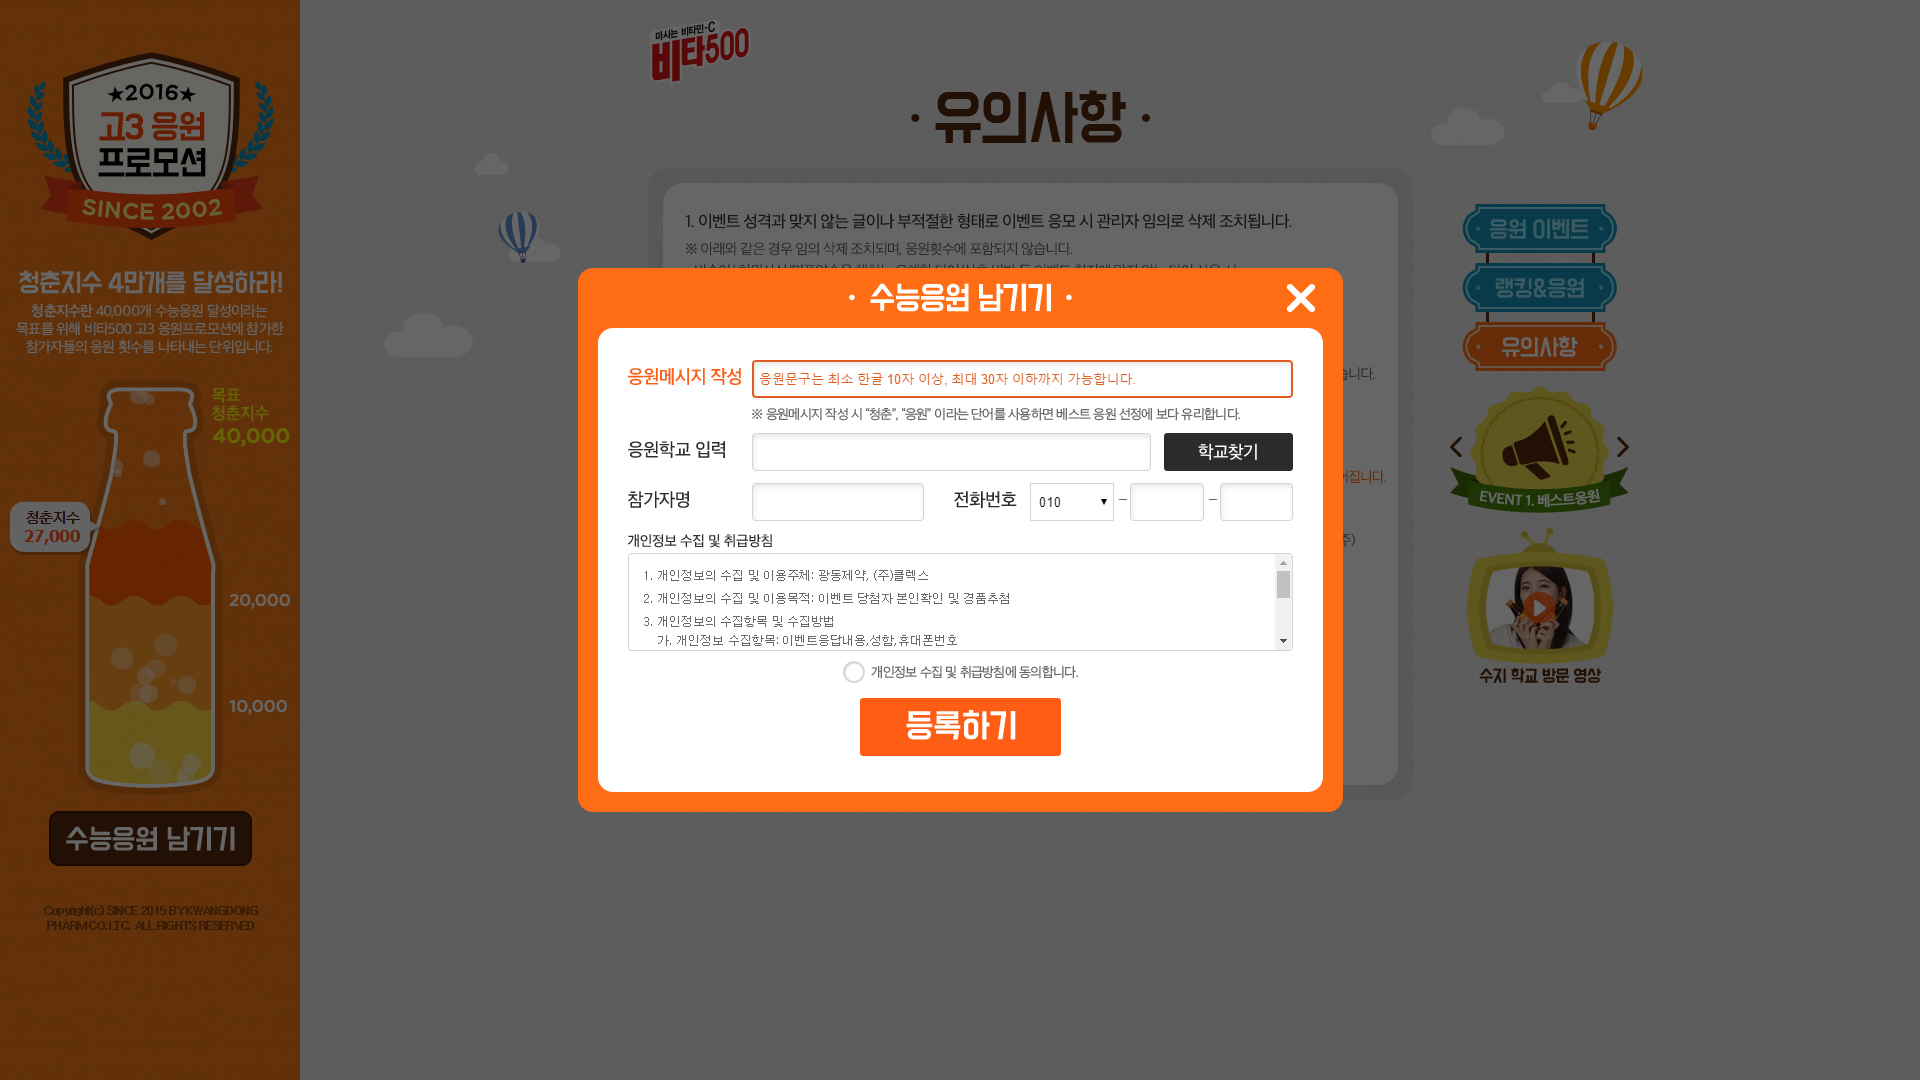 ★2016★
고3 응원
프로모션
SINCE 2002
청춘지수 4만개를 달성하라!
청춘지수란 40,000개 수능응원 달성이라는
목표를 위해 비타500 고3 응원프로모션에 참가한
참가자들의 응원 횟수를 나타내는 단위입니다.
목표
청춘지수
40,000
청춘지수
27,000
20,000
10,000
수능응원 남기기
Copyright(c) SINCE 2015 BY KWANGDONG
PHARM CO. LTC. ALL RIGHTS RESERVED
마시는 비타민-C
비타500
· 유의사항 ·
1. 이벤트 성격과 맞지 않는 글이나 부적절한 형태로 이벤트 응모 시 관리자 임의로 삭제 조치됩니다.
※ 아래와 같은 경우 임의 삭제 조치되며, 응원횟수에 포함되지 않습니다.
습니다.
어집니다.
주)
· 수능응원 남기기 ·
응원메시지 작성
응원문구는 최소 한글 10자 이상, 최대 30자 이하까지 가능합니다.
※ 응원메시지 작성 시 “청춘”, “응원” 이라는 단어를 사용하면 베스트 응원 선정에 보다 유리합니다.
응원학교 입력
학교찾기
참가자명
전화번호
010
–
–
개인정보 수집 및 취급방침
1. 개인정보의 수집 및 이용주체: 광동제약, (주)클렉스
2. 개인정보의 수집 및 이용목적: 이벤트 당첨자 본인확인 및 경품추첨
3. 개인정보의 수집항목 및 수집방법
가. 개인정보 수집항목: 이벤트응답내용,성함,휴대폰번호
개인정보 수집 및 취급방침에 동의합니다.
등록하기
응원 이벤트
랭킹&응원
유의사항
EVENT 1. 베스트응원
수지 학교 방문 영상